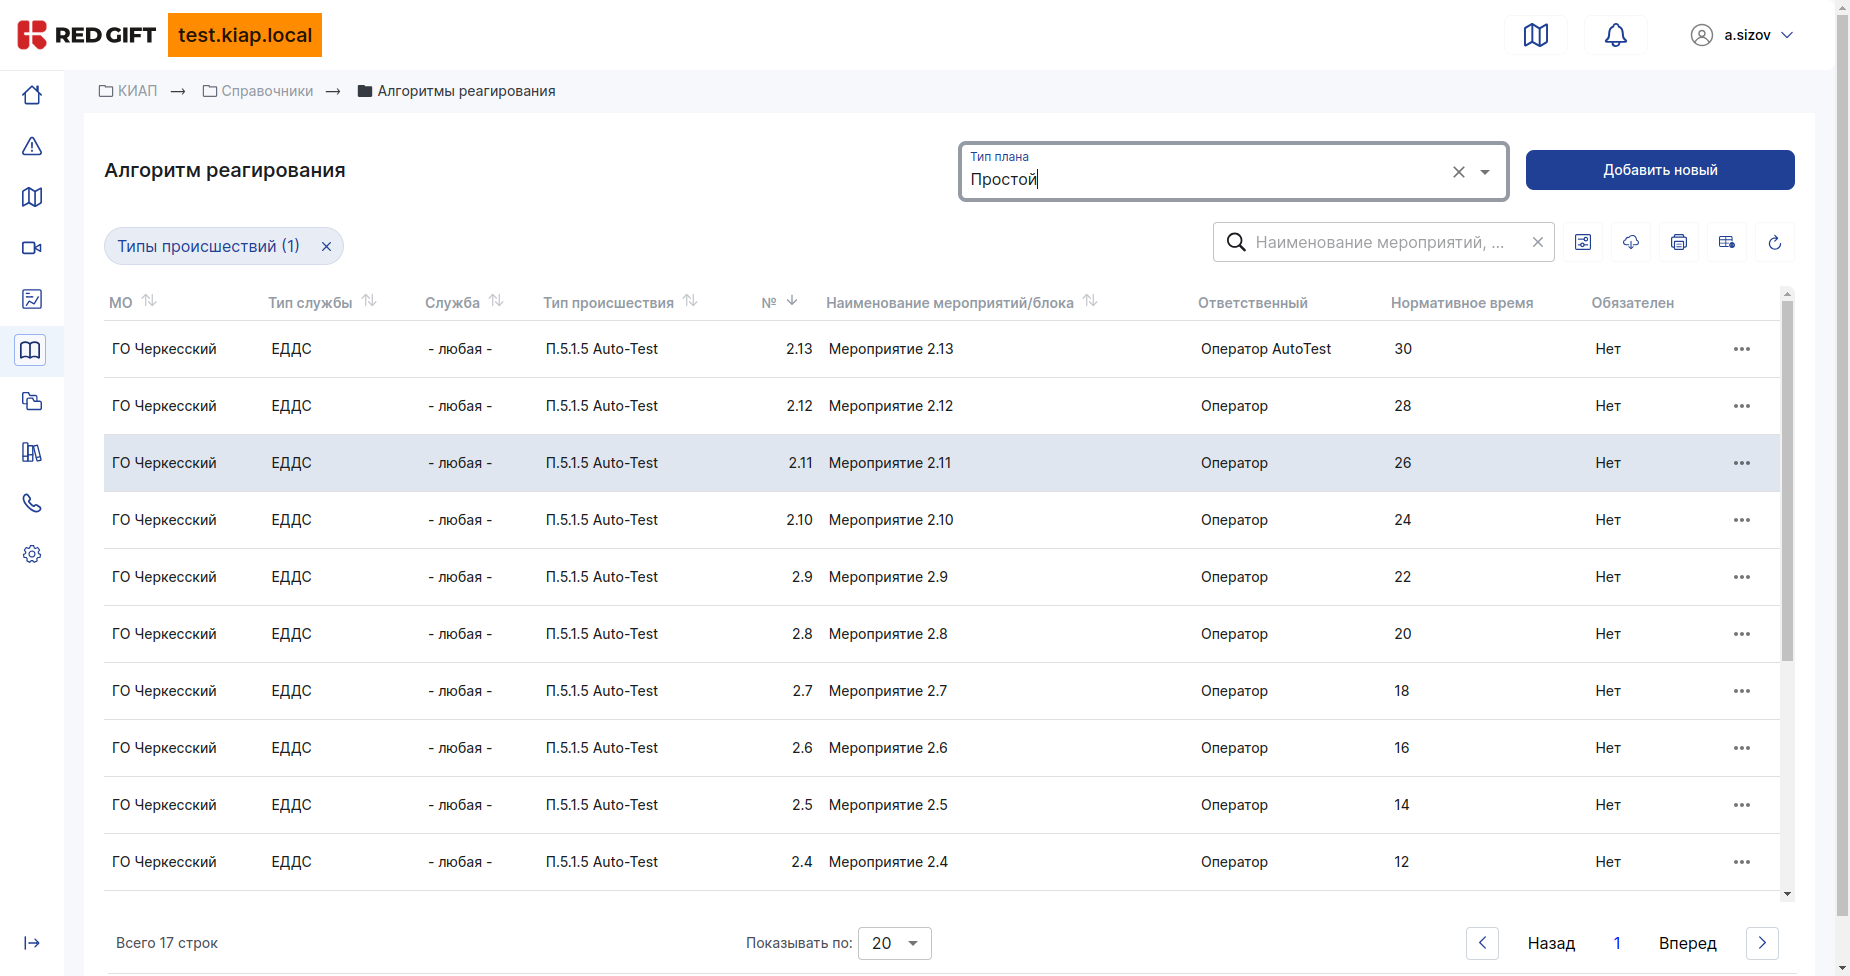 RED GIFT test.kiap.local a.sizov
КИАП → Справочники → Алгоритмы реагирования
Тип плана
Алгоритм реагирования Простой Добавить новый
Типы происшествий (1) Наименование мероприятий, ...
МО Тип службы Служба Тип происшествия № Наименование мероприятий/блока Ответственный Нормативное время Обязателен
ГО Черкесский ЕДДС - любая - П.5.1.5 Auto-Test 2.13 Мероприятие 2.13 Оператор AutoTest 30 Нет
ГО Черкесский ЕДДС - любая - П.5.1.5 Auto-Test 2.12 Мероприятие 2.12 Оператор 28 Нет
ГО Черкесский ЕДДС - любая - П.5.1.5 Auto-Test 2.11 Мероприятие 2.11 Оператор 26 Нет
ГО Черкесский ЕДДС - любая - П.5.1.5 Auto-Test 2.10 Мероприятие 2.10 Оператор 24 Нет
ГО Черкесский ЕДДС - любая - П.5.1.5 Auto-Test 2.9 Мероприятие 2.9 Оператор 22 Нет
ГО Черкесский ЕДДС - любая - П.5.1.5 Auto-Test 2.8 Мероприятие 2.8 Оператор 20 Нет
ГО Черкесский ЕДДС - любая - П.5.1.5 Auto-Test 2.7 Мероприятие 2.7 Оператор 18 Нет
ГО Черкесский ЕДДС - любая - П.5.1.5 Auto-Test 2.6 Мероприятие 2.6 Оператор 16 Нет
ГО Черкесский ЕДДС - любая - П.5.1.5 Auto-Test 2.5 Мероприятие 2.5 Оператор 14 Нет
ГО Черкесский ЕДДС - любая - П.5.1.5 Auto-Test 2.4 Мероприятие 2.4 Оператор 12 Нет
Всего 17 строк Показывать по: 20 Назад 1 Вперед